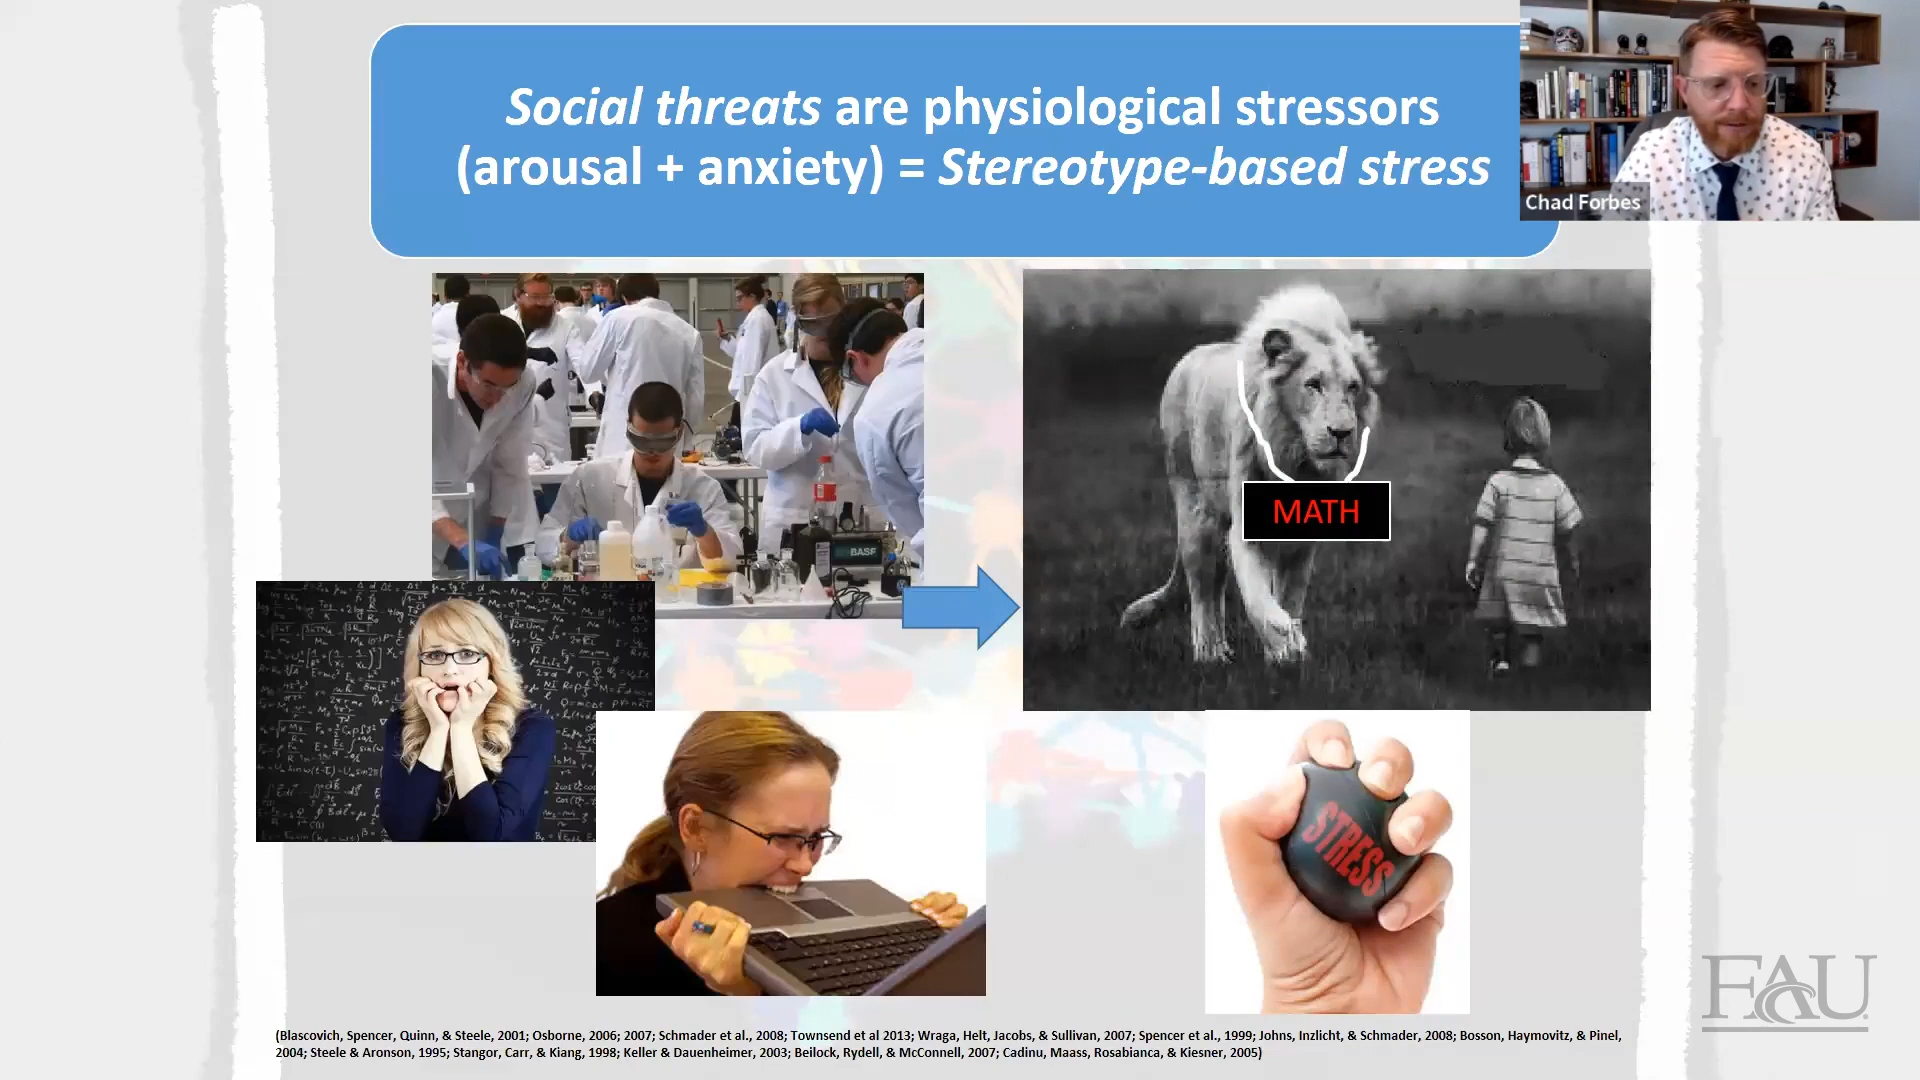 Social threats are physiological stressors
(arousal + anxiety) = Stereotype-based stress
Chad Forbes
BASF
MATH
STRESS
FAU
(Blascovich, Spencer, Quinn, & Steele, 2001; Osborne, 2006; 2007; Schmader et al., 2008; Townsend et al 2013; Wraga, Helt, Jacobs, & Sullivan, 2007; Spencer et al., 1999; Johns, Inzlicht, & Schmader, 2008; Bosson, Haymovitz, & Pinel,
2004; Steele & Aronson, 1995; Stangor, Carr, & Kiang, 1998; Keller & Dauenheimer, 2003; Beilock, Rydell, & McConnell, 2007; Cadinu, Maass, Rosabianca, & Kiesner, 2005)